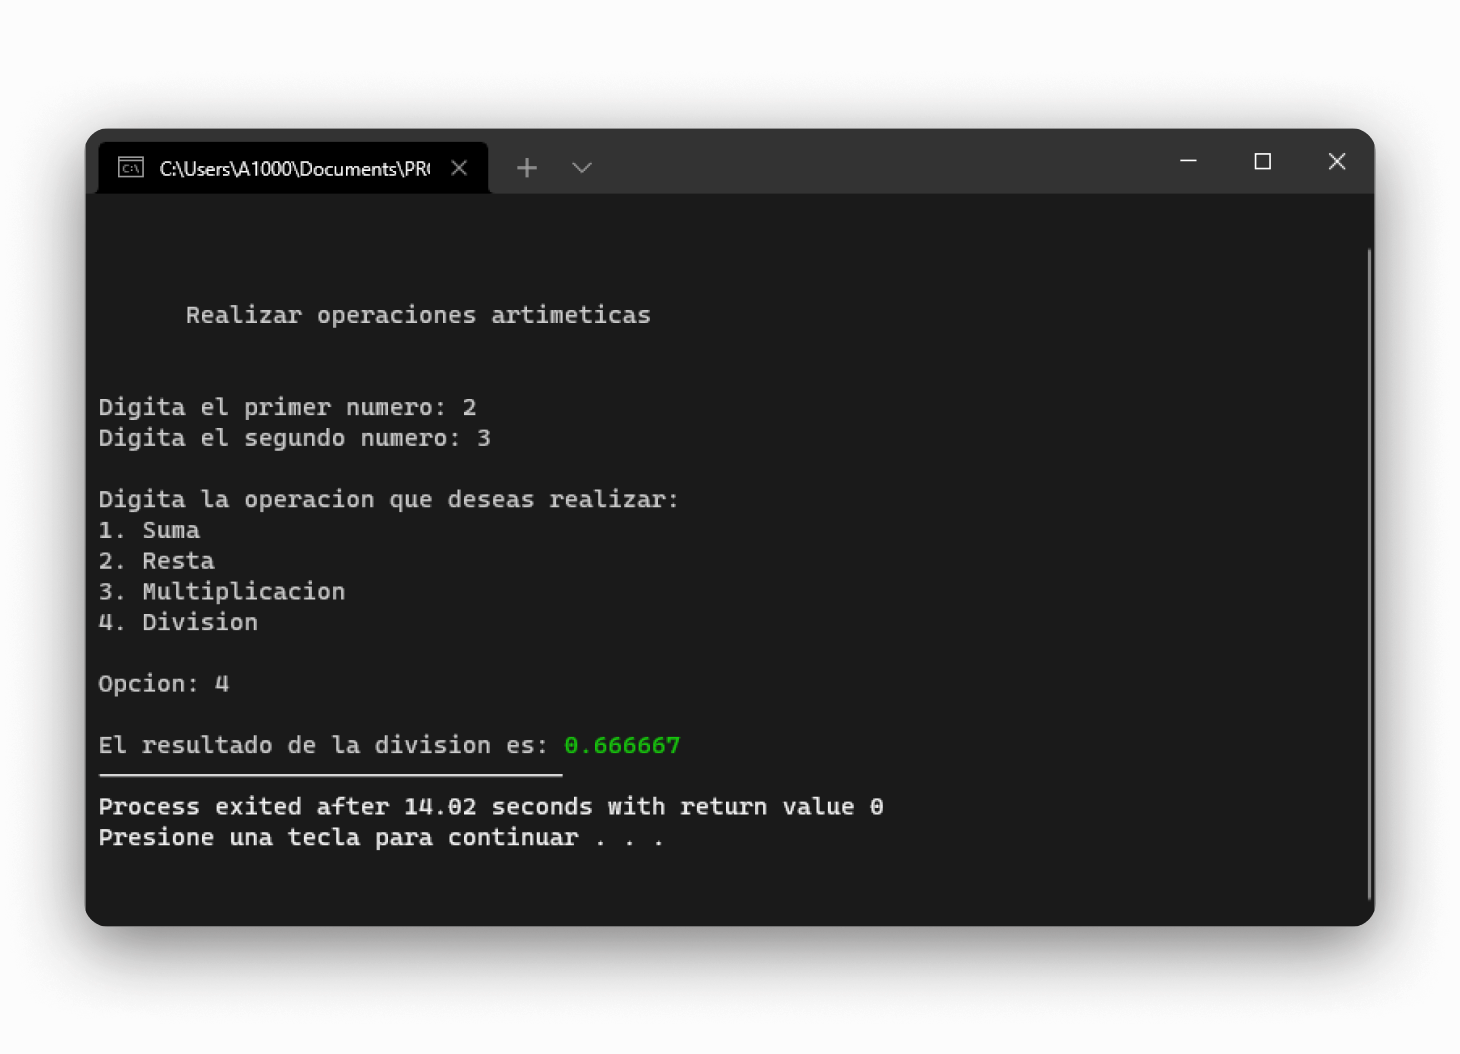 C:\Users\A1000\Documents\PR
Realizar operaciones artimeticas
Digita el primer numero: 2
Digita el segundo numero: 3
Digita la operacion que deseas realizar:
1. Suma
2. Resta
3. Multiplicacion
4. Division
Opcion: 4
El resultado de la division es: 0.666667
Process exited after 14.02 seconds with return value 0
Presione una tecla para continuar . . .